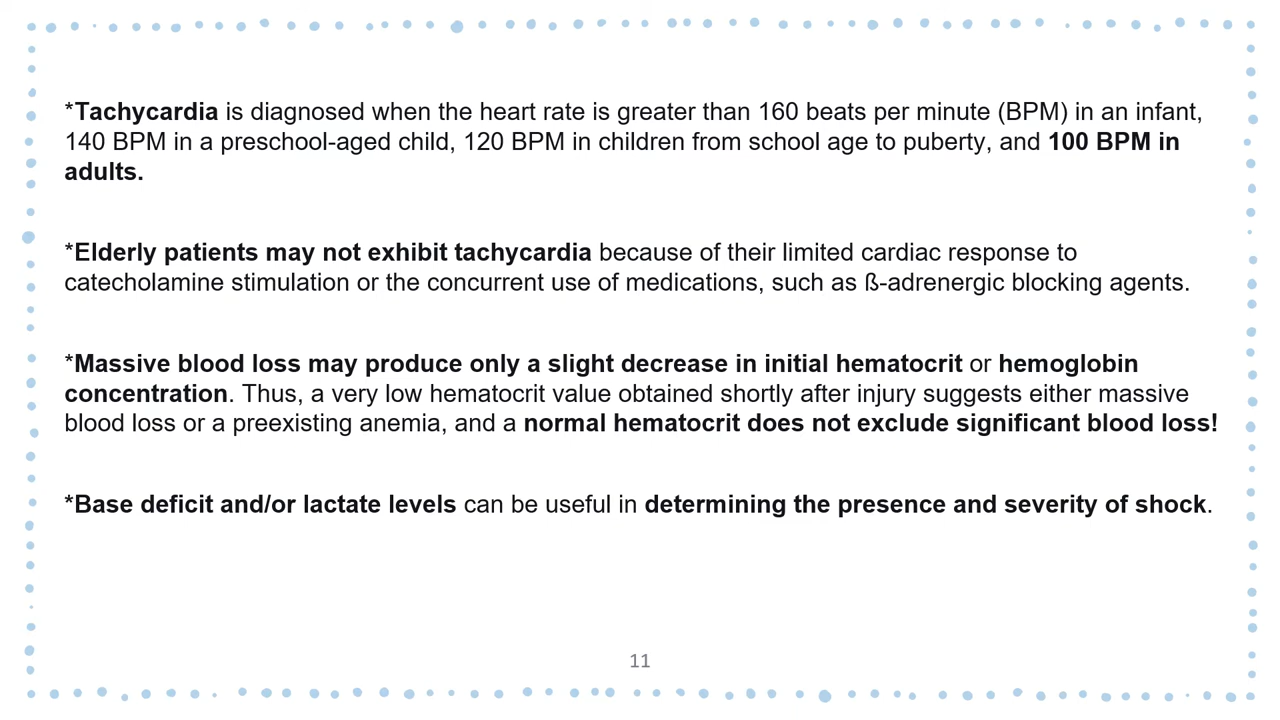 *Tachycardia is diagnosed when the heart rate is greater than 160 beats per minute (BPM) in an infant,
140 BPM in a preschool-aged child, 120 BPM in children from school age to puberty, and 100 BPM in
adults.
*Elderly patients may not exhibit tachycardia because of their limited cardiac response to
catecholamine stimulation or the concurrent use of medications, such as ß-adrenergic blocking agents.
*Massive blood loss may produce only a slight decrease in initial hematocrit or hemoglobin
concentration. Thus, a very low hematocrit value obtained shortly after injury suggests either massive
blood loss or a preexisting anemia, and a normal hematocrit does not exclude significant blood loss!
*Base deficit and/or lactate levels can be useful in determining the presence and severity of shock.
11